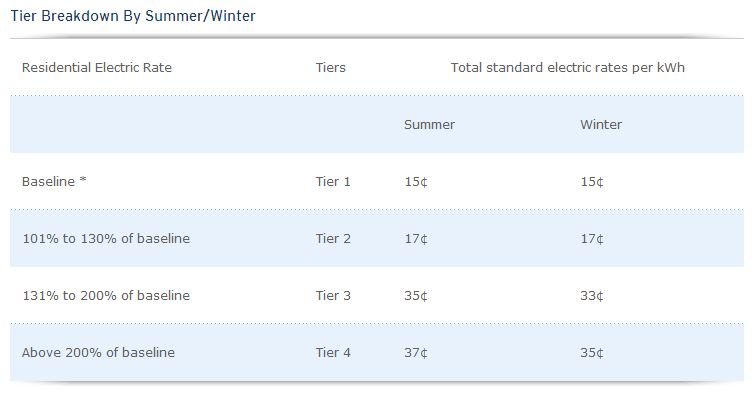 Tier Breakdown By Summer/Winter
Residential Electric Rate Tiers Total standard electric rates per kWh
Summer Winter
Baseline * Tier 1 15¢ 15¢
101% to 130% of baseline Tier 2 17¢ 17¢
131% to 200% of baseline Tier 3 35¢ 33¢
Above 200% of baseline Tier 4 37¢ 35¢